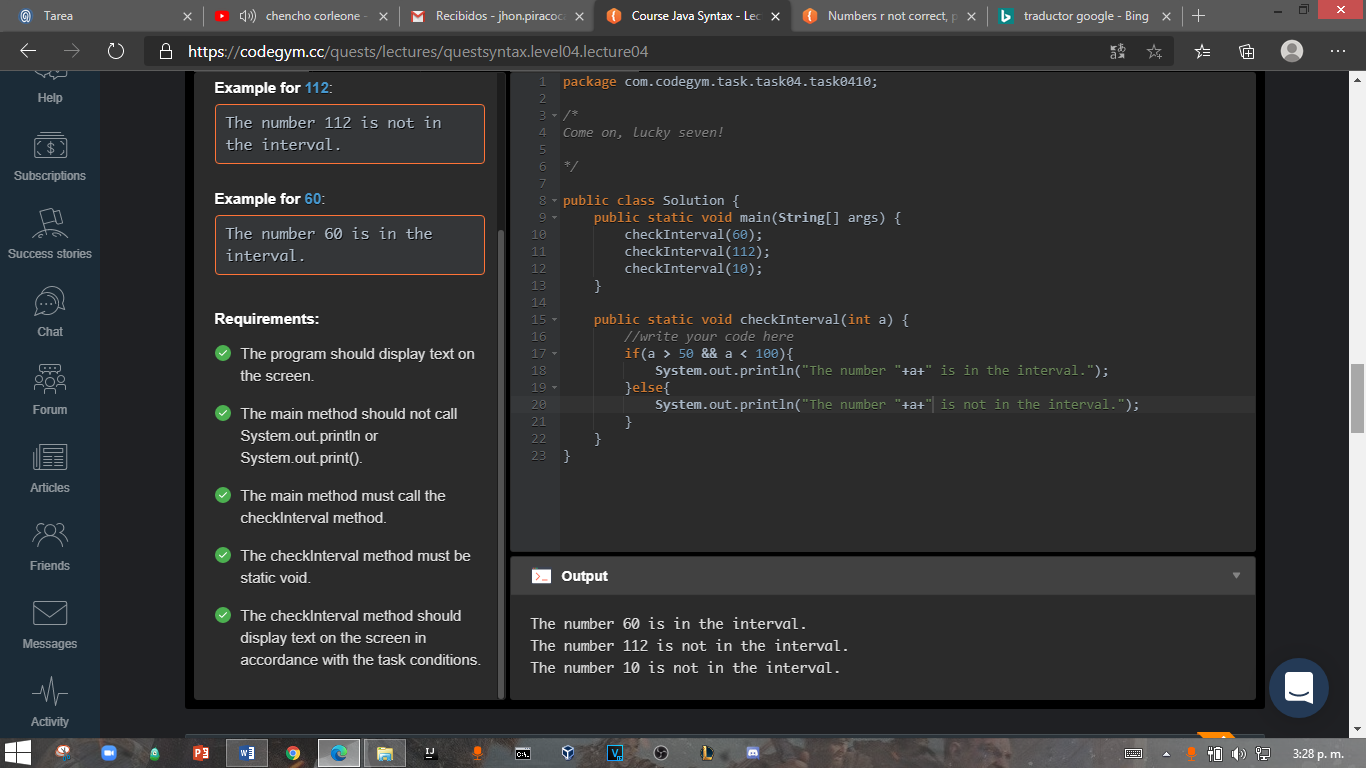 Tarea
chencho corleone -
Recibidos - jhon.piracoc
Course Java Syntax - Lec
Numbers r not correct, p
traductor google - Bing
https://codegym.cc/quests/lectures/questsyntax.level04.lecture04
Help
Subscriptions
Success stories
Chat
Forum
Articles
Friends
Messages
Activity
Example for 112:
The number 112 is not in
the interval.
Example for 60:
The number 60 is in the
interval.
Requirements:
The program should display text on
the screen.
The main method should not call
System.out.println or
System.out.print().
The main method must call the
checkInterval method.
The checkInterval method must be
static void.
The checkInterval method should
display text on the screen in
accordance with the task conditions.
1 package com.codegym.task.task04.task0410;
2
3 /*
4 Come on, lucky seven!
5
6 */
7
8 public class Solution {
9 public static void main(String[] args) {
10 checkInterval(60);
11 checkInterval(112);
12 checkInterval(10);
13 }
14
15 public static void checkInterval(int a) {
16 //write your code here
17 if(a > 50 && a < 100){
18 System.out.println("The number "+a+" is in the interval.");
19 }else{
20 System.out.println("The number "+a+" is not in the interval.");
21 }
22 }
23 }
Output
The number 60 is in the interval.
The number 112 is not in the interval.
The number 10 is not in the interval.
3:28 p. m.